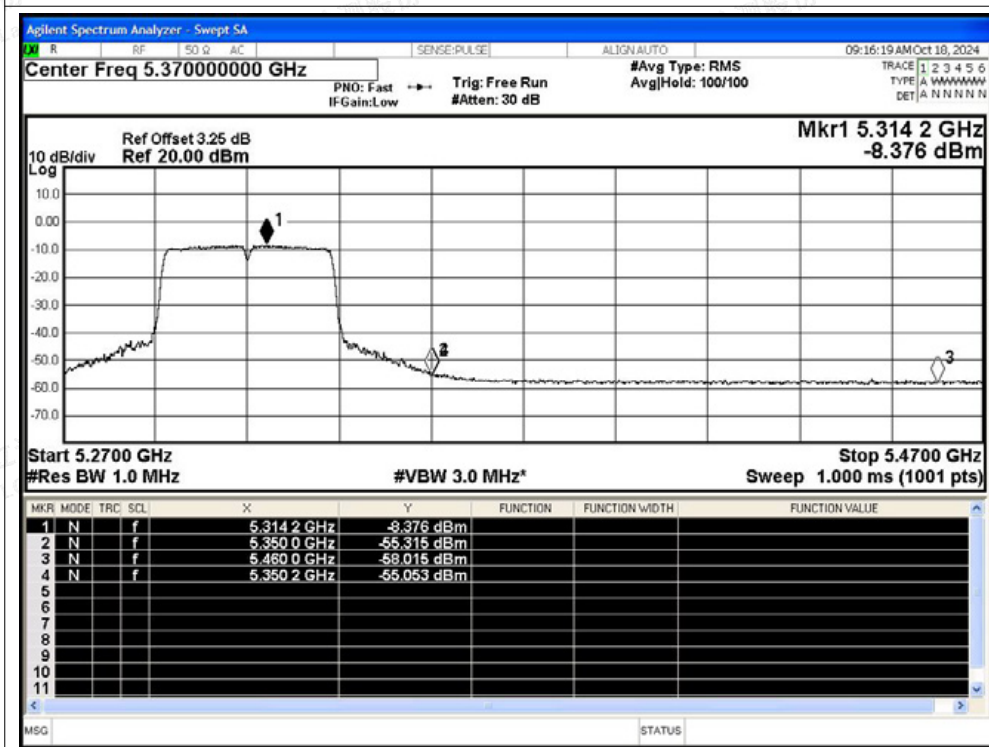 Agilent Spectrum Analyzer - Swept SA
LXI R RF 50 Ω AC SENSE:PULSE ALIGN AUTO 09:16:19 AM Oct 18, 2024
Center Freq 5.370000000 GHz
PNO: Fast
IFGain:Low
Trig: Free Run
#Atten: 30 dB
#Avg Type: RMS
Avg|Hold: 100/100
TRACE 1 2 3 4 5 6
TYPE A WWWWW
DET A N N N N N
Mkr1 5.314 2 GHz
-8.376 dBm
Ref Offset 3.25 dB
10 dB/div Ref 20.00 dBm
Log
10.0
0.00
-10.0
-20.0
-30.0
-40.0
-50.0
-60.0
-70.0
1
3
Start 5.2700 GHz Stop 5.4700 GHz
#Res BW 1.0 MHz #VBW 3.0 MHz* Sweep 1.000 ms (1001 pts)
MKR MODE TRC SCL X Y FUNCTION FUNCTION WIDTH FUNCTION VALUE
1 N f 5.314 2 GHz -8.376 dBm
2 N f 5.350 0 GHz -55.315 dBm
3 N f 5.460 0 GHz -58.015 dBm
4 N f 5.350 2 GHz -55.053 dBm
5
6
7
8
9
10
11
MSG STATUS